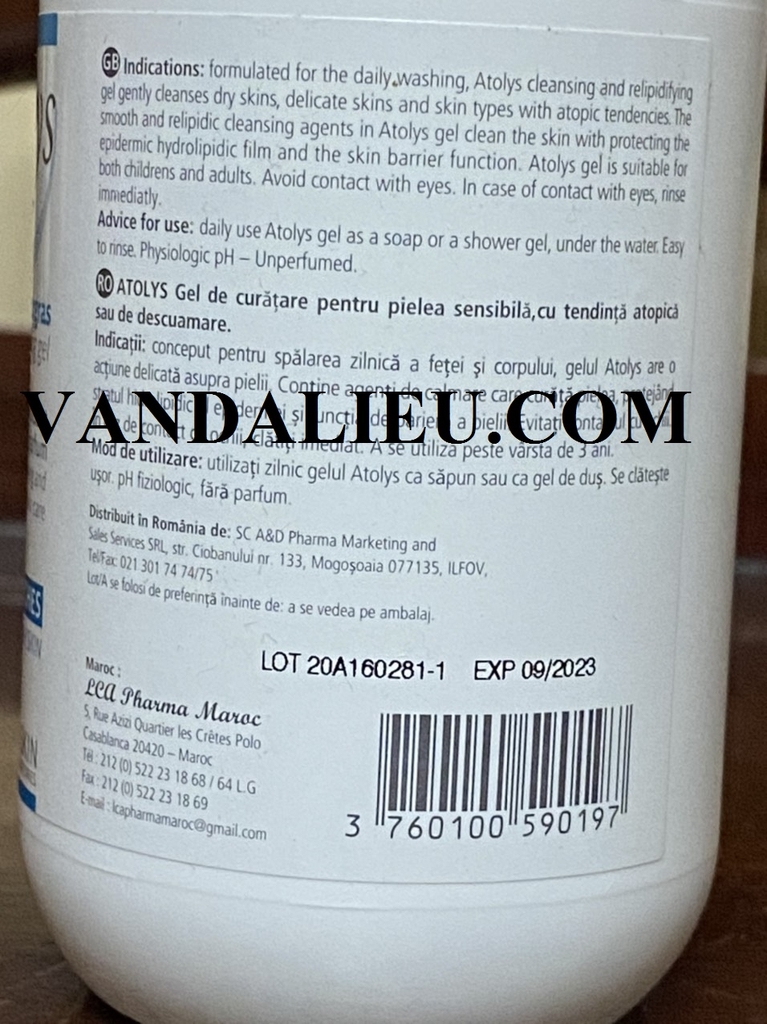 GB Indications: formulated for the daily washing, Atolys cleansing and relipidifying
gel gently cleanses dry skins, delicate skins and skin types with atopic tendencies. The
smooth and relipidic cleansing agents in Atolys gel clean the skin with protecting the
epidermic hydrolipidic film and the skin barrier function. Atolys gel is suitable for
both childrens and adults. Avoid contact with eyes. In case of contact with eyes, rinse
immediatly.
Advice for use: daily use Atolys gel as a soap or a shower gel, under the water. Easy
to rinse. Physiologic pH – Unperfumed.
RO ATOLYS Gel de curățare pentru pielea sensibilă,cu tendință atopică
sau de descuamare.
Indicații: conceput pentru spălarea zilnică a feței și corpului, gelul Atolys are o
acțiune delicată asupra pielii. Conține agenți de calmare care curăță pielea, protejând
VANDALIEU.COM
de contact clătiți imediat. A se utiliza peste vârsta de 3 ani.
Mod de utilizare: utilizați zilnic gelul Atolys ca săpun sau ca gel de duș. Se clătește
ușor. pH fiziologic, fără parfum.
Distribuit în România de: SC A&D Pharma Marketing and
Sales Services SRL, str. Ciobanului nr. 133, Mogoșoaia 077135, ILFOV,
Tel/Fax: 021 301 74 74/75
Lot/A se folosi de preferință înainte de: a se vedea pe ambalaj.
LOT 20A160281-1 EXP 09/2023
Maroc :
LCA Pharma Maroc
5, Rue Azizi Quartier les Crêtes Polo
Casablanca 20420 – Maroc
Tél : 212 (0) 522 23 18 68 / 64 L.G
Fax : 212 (0) 522 23 18 69
E-mail : lcapharmamaroc@gmail.com
3 760100 590197